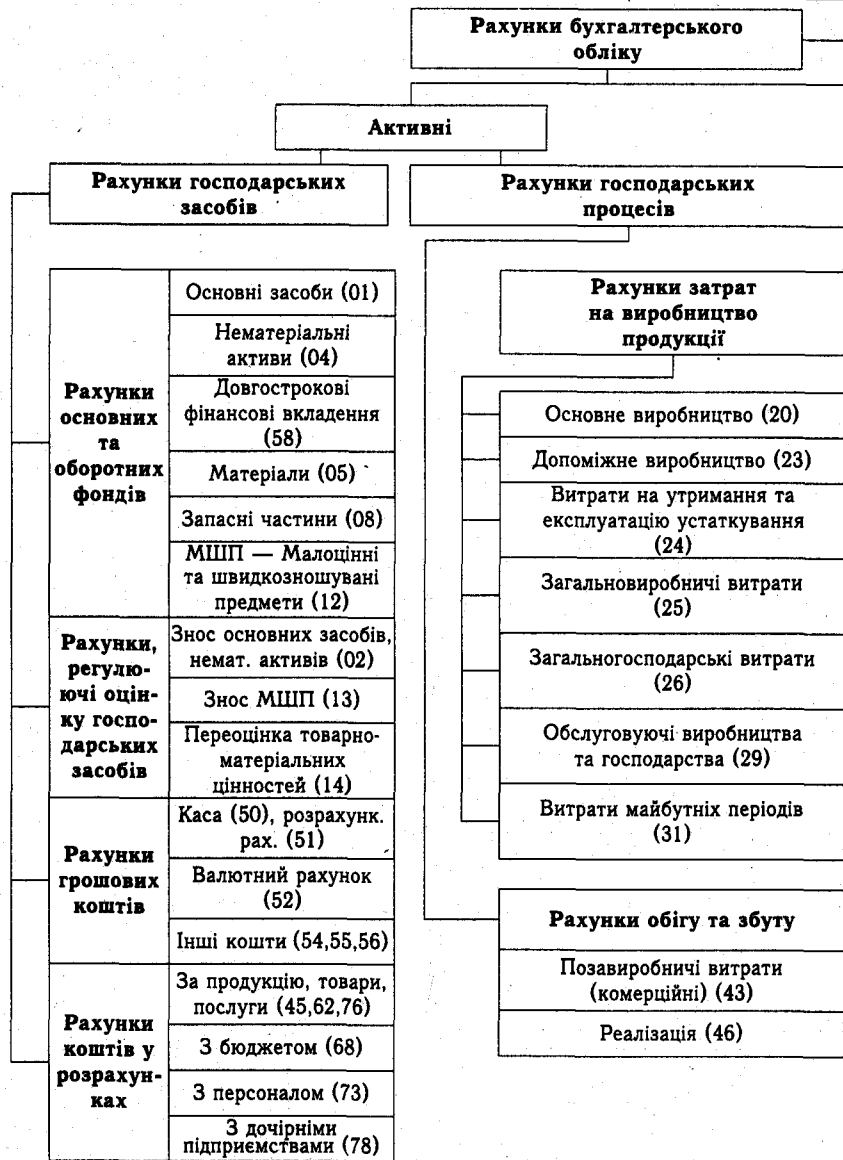 Рахунки бухгалтерського
обліку
Активні
Рахунки господарських
засобів
Рахунки господарських
процесів
Рахунки
основних
та
оборотних
фондів
Основні засоби (01)
Нематеріальні
активи (04)
Довгострокові
фінансові вкладення
(58)
Матеріали (05)
Запасні частини (08)
МШП — Малоцінні
та швидкозношувані
предмети (12)
Рахунки,
регулю-
ючі оцін-
ку госпо-
дарських
засобів
Знос основних засобів,
немат. активів (02)
Знос МШП (13)
Переоцінка товарно-
матеріальних
цінностей (14)
Рахунки
грошових
коштів
Каса (50), розрахунк.
рах. (51)
Валютний рахунок
(52)
Інші кошти (54,55,56)
Рахунки
коштів у
розрахун-
ках
За продукцію, товари,
послуги (45,62,76)
З бюджетом (68)
З персоналом (73)
З дочірніми
підприємствами (78)
Рахунки затрат
на виробництво
продукції
Основне виробництво (20)
Допоміжне виробництво (23)
Витрати на утримання та
експлуатацію устаткування
(24)
Загальновиробничі витрати
(25)
Загальногосподарські витрати
(26)
Обслуговуючі виробництва
та господарства (29)
Витрати майбутніх періодів
(31)
Рахунки обігу та збуту
Позавиробничі витрати
(комерційні) (43)
Реалізація (46)